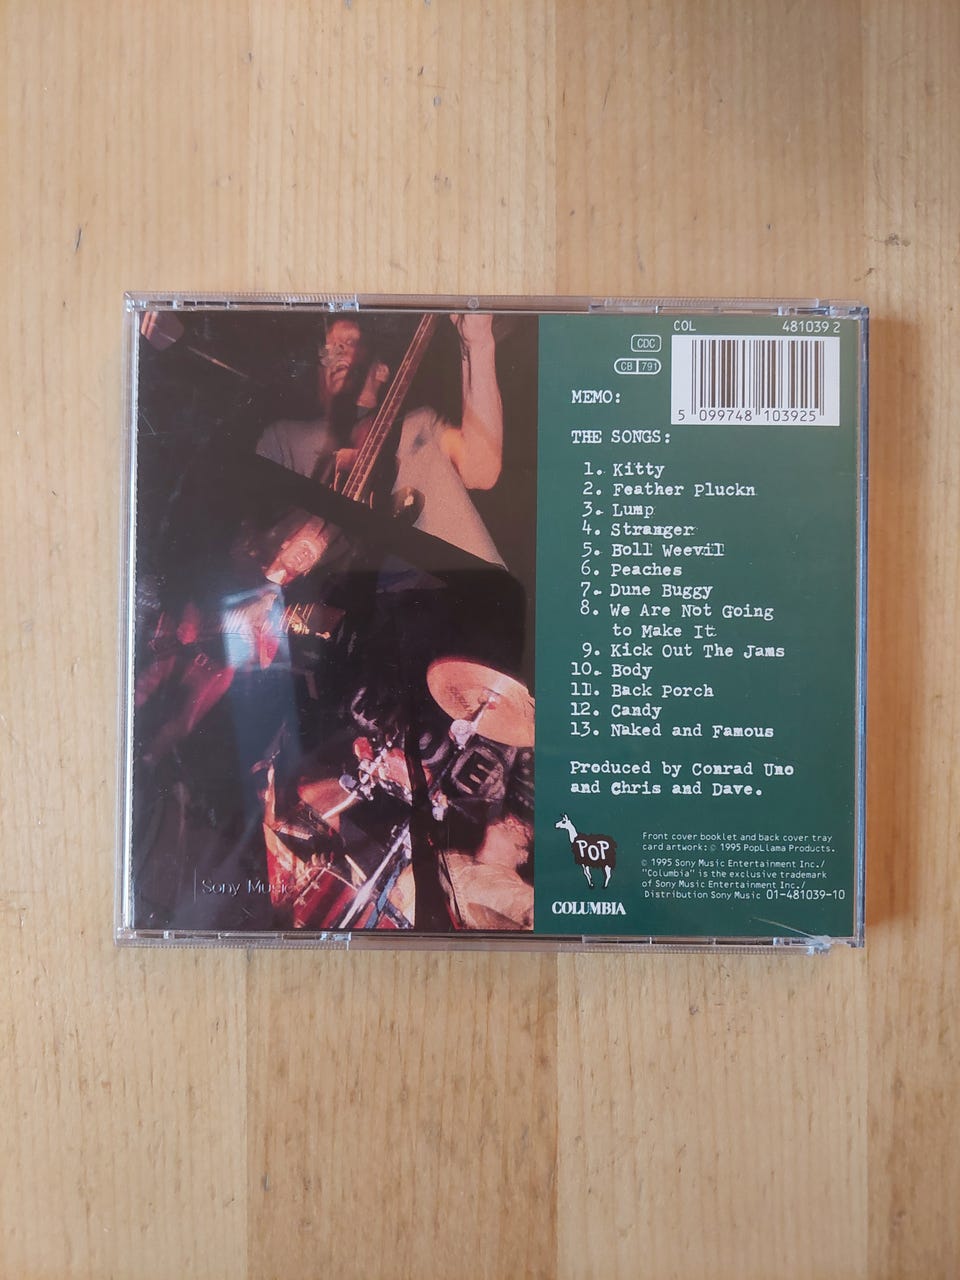 COL 481039 2
CDC
CB 791
5 099748 103925
MEMO:
THE SONGS:
1. Kitty
2. Feather Pluckn
3. Lump
4. Stranger
5. Boll Weevil
6. Peaches
7. Dune Buggy
8. We Are Not Going
to Make It
9. Kick Out The Jams
10. Body
11. Back Porch
12. Candy
13. Naked and Famous
Produced by Conrad Uno
and Chris and Dave.
POP
Front cover booklet and back cover tray
card artwork: © 1995 PopLlama Products.
© 1995 Sony Music Entertainment Inc./
"Columbia" is the exclusive trademark
of Sony Music Entertainment Inc./
Distribution Sony Music 01-481039-10
COLUMBIA
Sony Music